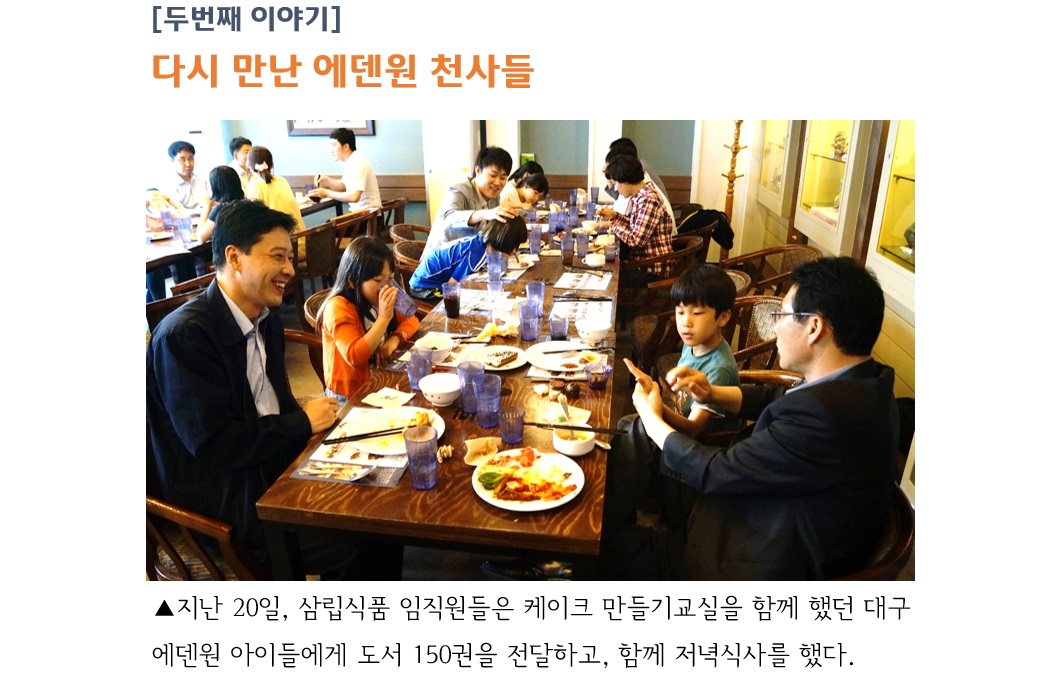 [두번째 이야기]
다시 만난 에덴원 천사들
▲지난 20일, 삼립식품 임직원들은 케이크 만들기교실을 함께 했던 대구
에덴원 아이들에게 도서 150권을 전달하고, 함께 저녁식사를 했다.